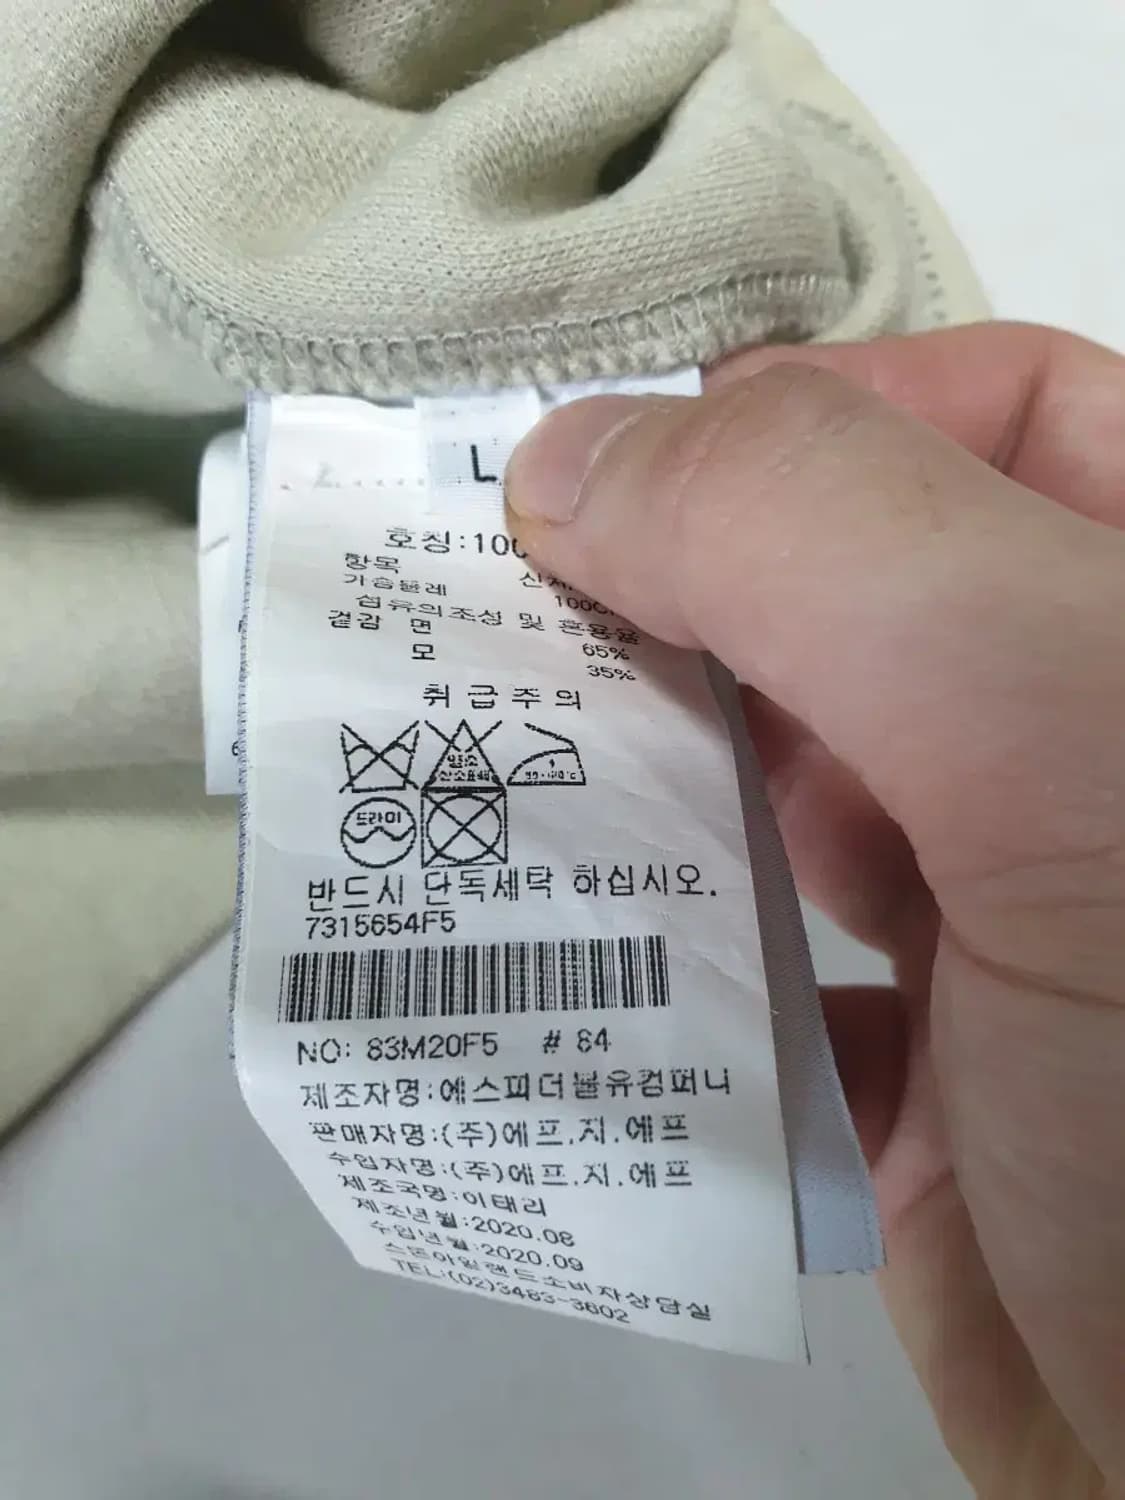 L
호칭:100
항목
가슴둘레
섬유의조성 및 혼용율
겉감 면 65%
모 35%
취급주의
염소
드라이
반드시 단독세탁 하십시오.
7315654F5
NO: 83M20F5 # 84
제조자명:에스피더블유컴퍼니
판매자명:(주)에프.지.에프
수입자명:(주)에프.지.에프
제조국명:이태리
제조년월:2020.08
수입년월:2020.09
스톤아일랜드소비자상담실
TEL:(02)3463-3602